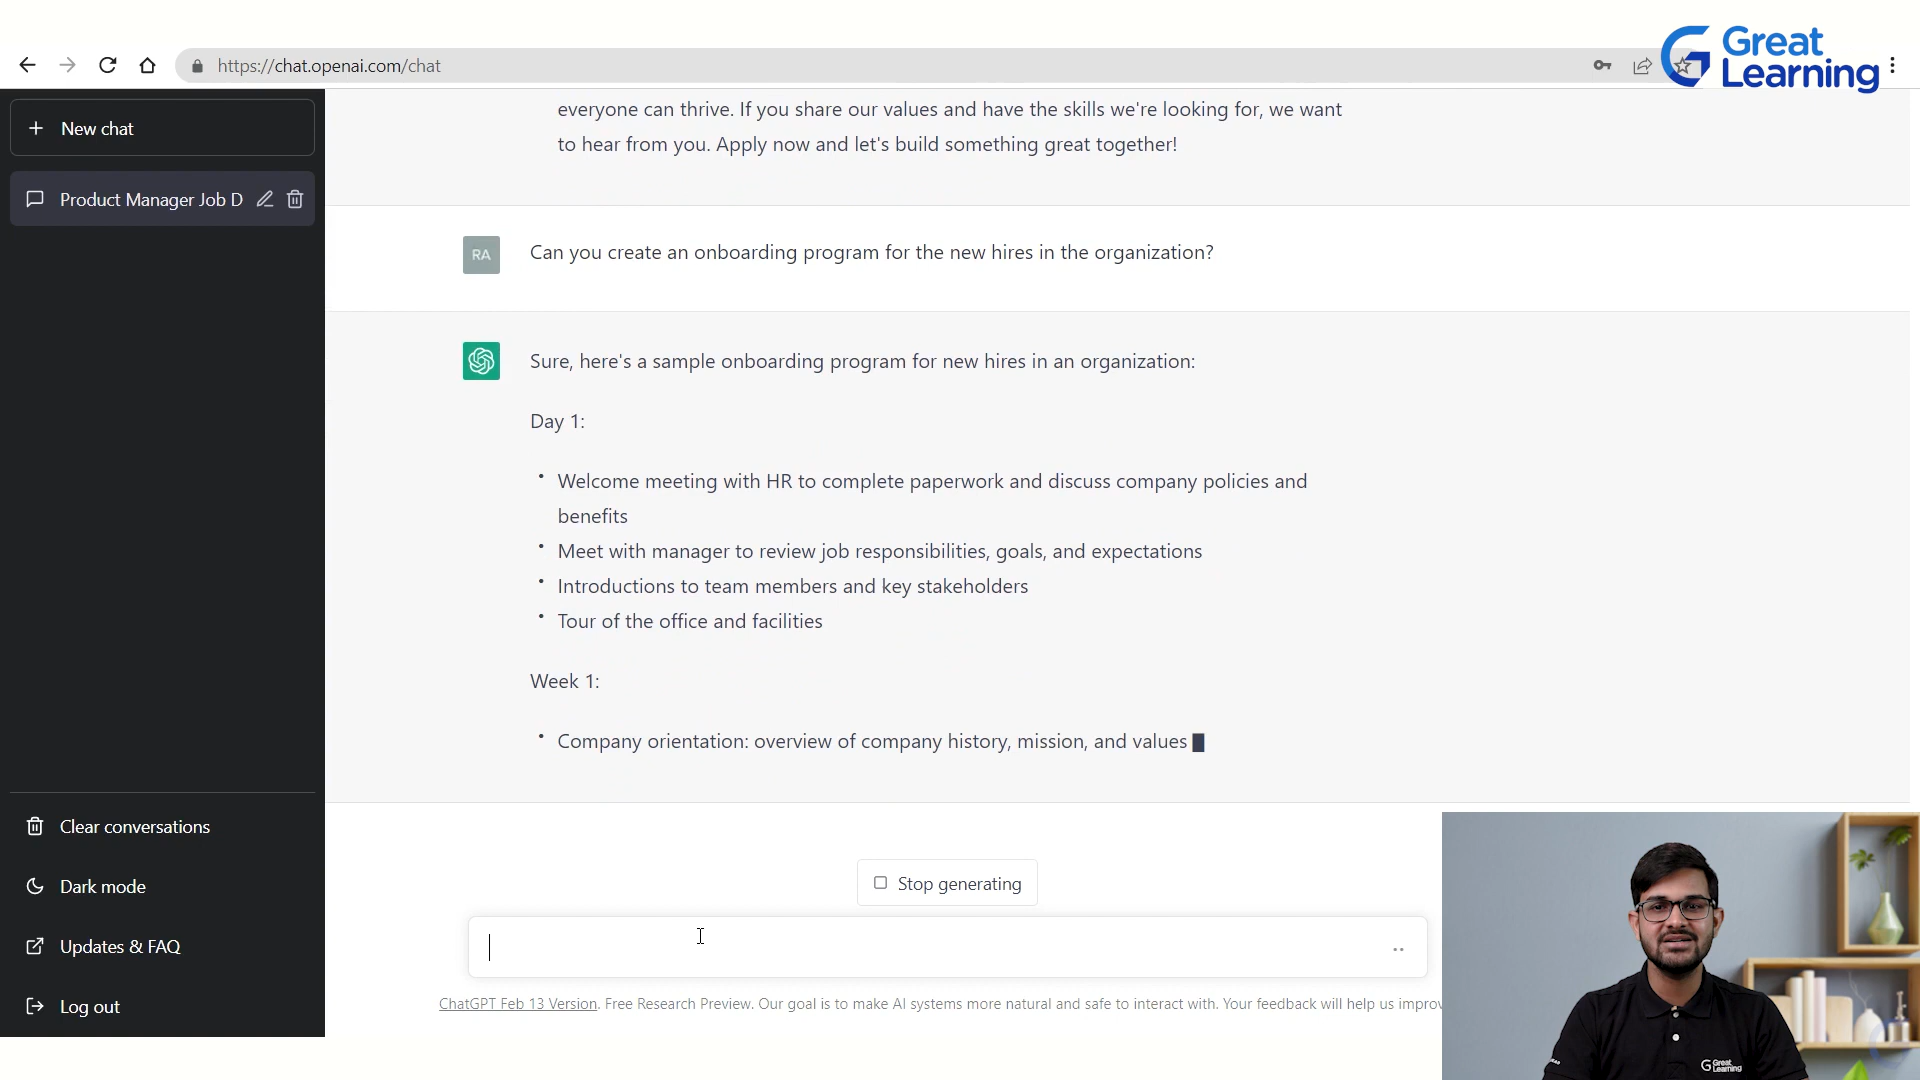 Great
Learning
https://chat.openai.com/chat
New chat
Product Manager Job D
everyone can thrive. If you share our values and have the skills we're looking for, we want
to hear from you. Apply now and let's build something great together!
RA
Can you create an onboarding program for the new hires in the organization?
Sure, here's a sample onboarding program for new hires in an organization:
Day 1:
• Welcome meeting with HR to complete paperwork and discuss company policies and
benefits
• Meet with manager to review job responsibilities, goals, and expectations
• Introductions to team members and key stakeholders
• Tour of the office and facilities
Week 1:
• Company orientation: overview of company history, mission, and values
Clear conversations
Dark mode
Updates & FAQ
Log out
Stop generating
ChatGPT Feb 13 Version. Free Research Preview. Our goal is to make AI systems more natural and safe to interact with. Your feedback will help us improv
Great
Learning